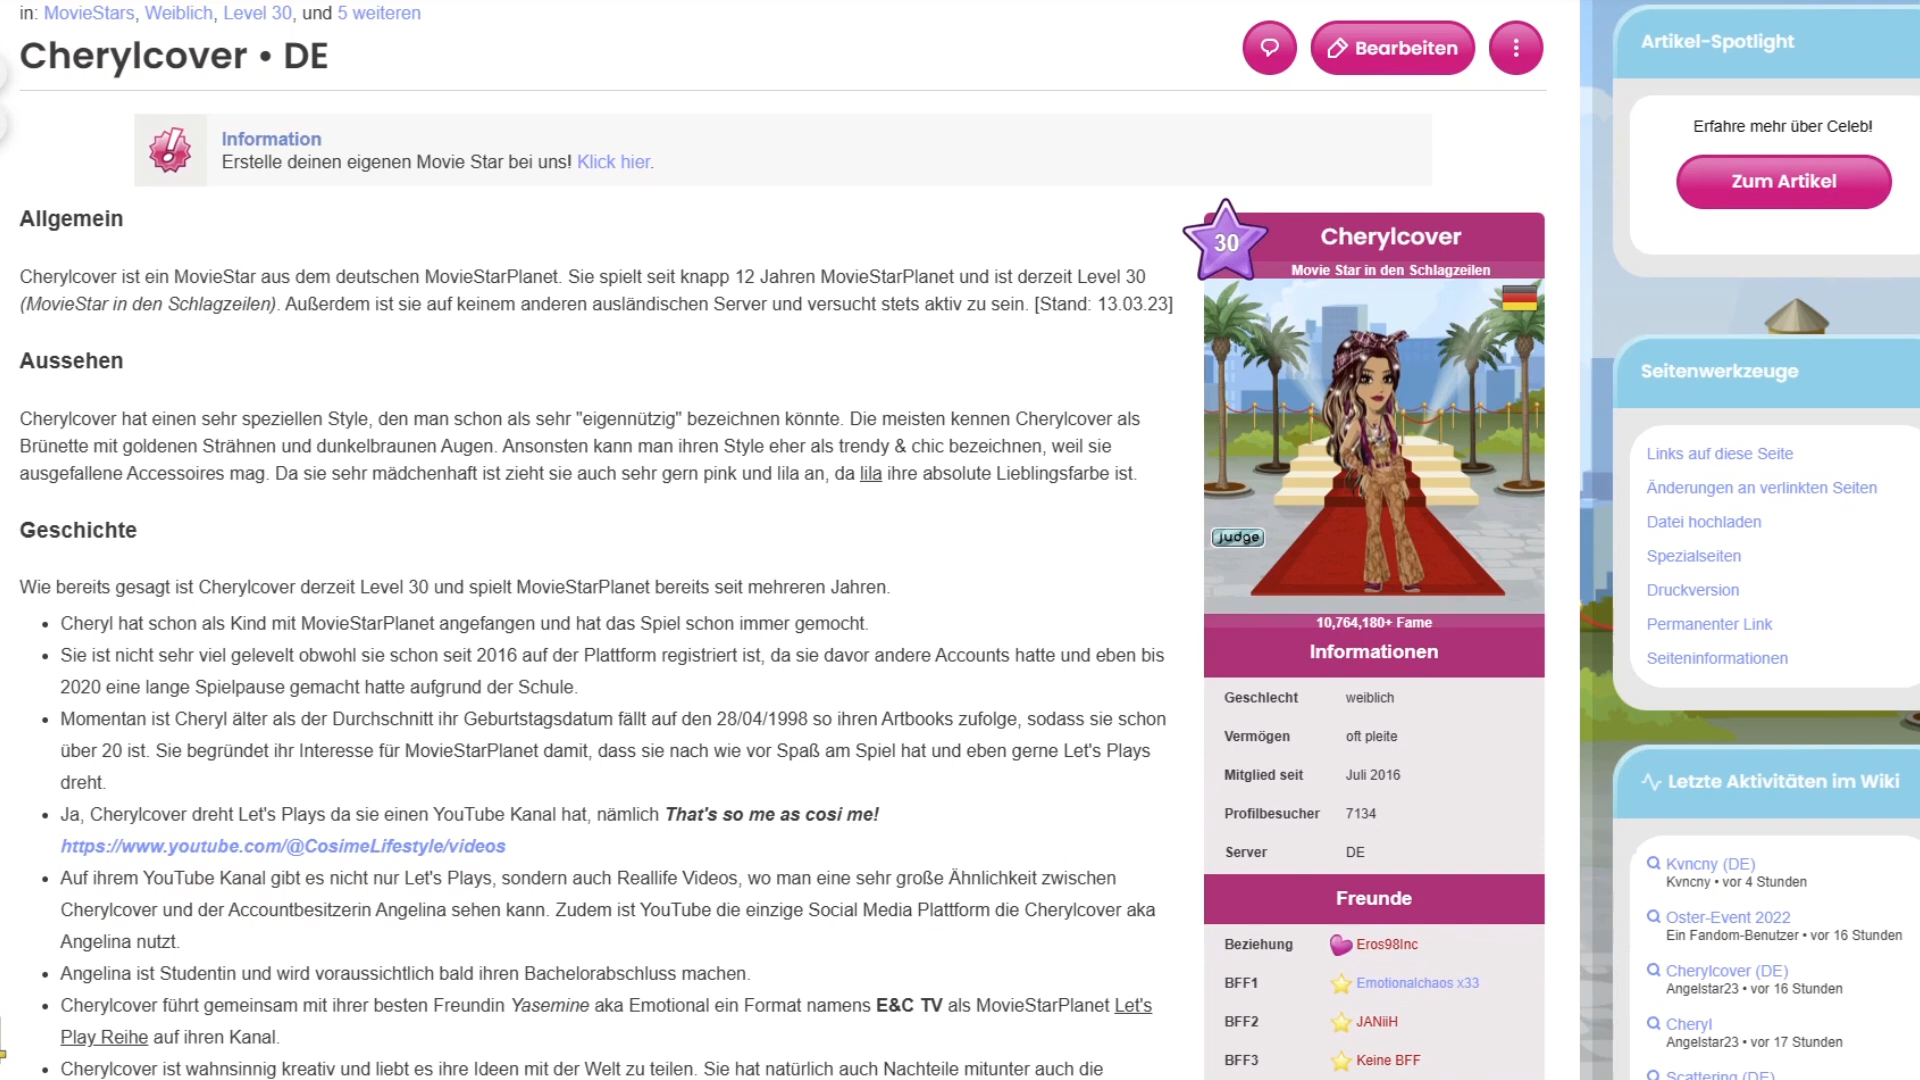 in: MovieStars, Weiblich, Level 30, und 5 weiteren
Cherylcover • DE
Bearbeiten
Information
Erstelle deinen eigenen Movie Star bei uns! Klick hier.
Allgemein
Cherylcover ist ein MovieStar aus dem deutschen MovieStarPlanet. Sie spielt seit knapp 12 Jahren MovieStarPlanet und ist derzeit Level 30
(MovieStar in den Schlagzeilen). Außerdem ist sie auf keinem anderen ausländischen Server und versucht stets aktiv zu sein. [Stand: 13.03.23]
Aussehen
Cherylcover hat einen sehr speziellen Style, den man schon als sehr "eigennützig" bezeichnen könnte. Die meisten kennen Cherylcover als
Brünette mit goldenen Strähnen und dunkelbraunen Augen. Ansonsten kann man ihren Style eher als trendy & chic bezeichnen, weil sie
ausgefallene Accessoires mag. Da sie sehr mädchenhaft ist zieht sie auch sehr gern pink und lila an, da lila ihre absolute Lieblingsfarbe ist.
Geschichte
Wie bereits gesagt ist Cherylcover derzeit Level 30 und spielt MovieStarPlanet bereits seit mehreren Jahren.
• Cheryl hat schon als Kind mit MovieStarPlanet angefangen und hat das Spiel schon immer gemocht.
• Sie ist nicht sehr viel gelevelt obwohl sie schon seit 2016 auf der Plattform registriert ist, da sie davor andere Accounts hatte und eben bis
2020 eine lange Spielpause gemacht hatte aufgrund der Schule.
• Momentan ist Cheryl älter als der Durchschnitt ihr Geburtstagsdatum fällt auf den 28/04/1998 so ihren Artbooks zufolge, sodass sie schon
über 20 ist. Sie begründet ihr Interesse für MovieStarPlanet damit, dass sie nach wie vor Spaß am Spiel hat und eben gerne Let's Plays
dreht.
• Ja, Cherylcover dreht Let's Plays da sie einen YouTube Kanal hat, nämlich That's so me as cosi me!
https://www.youtube.com/@CosimeLifestyle/videos
• Auf ihrem YouTube Kanal gibt es nicht nur Let's Plays, sondern auch Reallife Videos, wo man eine sehr große Ähnlichkeit zwischen
Cherylcover und der Accountbesitzerin Angelina sehen kann. Zudem ist YouTube die einzige Social Media Plattform die Cherylcover aka
Angelina nutzt.
• Angelina ist Studentin und wird voraussichtlich bald ihren Bachelorabschluss machen.
• Cherylcover führt gemeinsam mit ihrer besten Freundin Yasemine aka Emotional ein Format namens E&C TV als MovieStarPlanet Let's
Play Reihe auf ihren Kanal.
• Cherylcover ist wahnsinnig kreativ und liebt es ihre Ideen mit der Welt zu teilen. Sie hat natürlich auch Nachteile mitunter auch die
30
Cherylcover
Movie Star in den Schlagzeilen
judge
10,764,180+ Fame
Informationen
Geschlecht weiblich
Vermögen oft pleite
Mitglied seit Juli 2016
Profilbesucher 7134
Server DE
Freunde
Beziehung Eros98Inc
BFF1 Emotionalchaos x33
BFF2 JANiiH
BFF3 Keine BFF
Artikel-Spotlight
Erfahre mehr über Celeb!
Zum Artikel
Seitenwerkzeuge
Links auf diese Seite
Änderungen an verlinkten Seiten
Datei hochladen
Spezialseiten
Druckversion
Permanenter Link
Seiteninformationen
Letzte Aktivitäten im Wiki
Kvncny (DE)
Kvncny • vor 4 Stunden
Oster-Event 2022
Ein Fandom-Benutzer • vor 16 Stunden
Cherylcover (DE)
Angelstar23 • vor 16 Stunden
Cheryl
Angelstar23 • vor 17 Stunden
Scattering (DE)